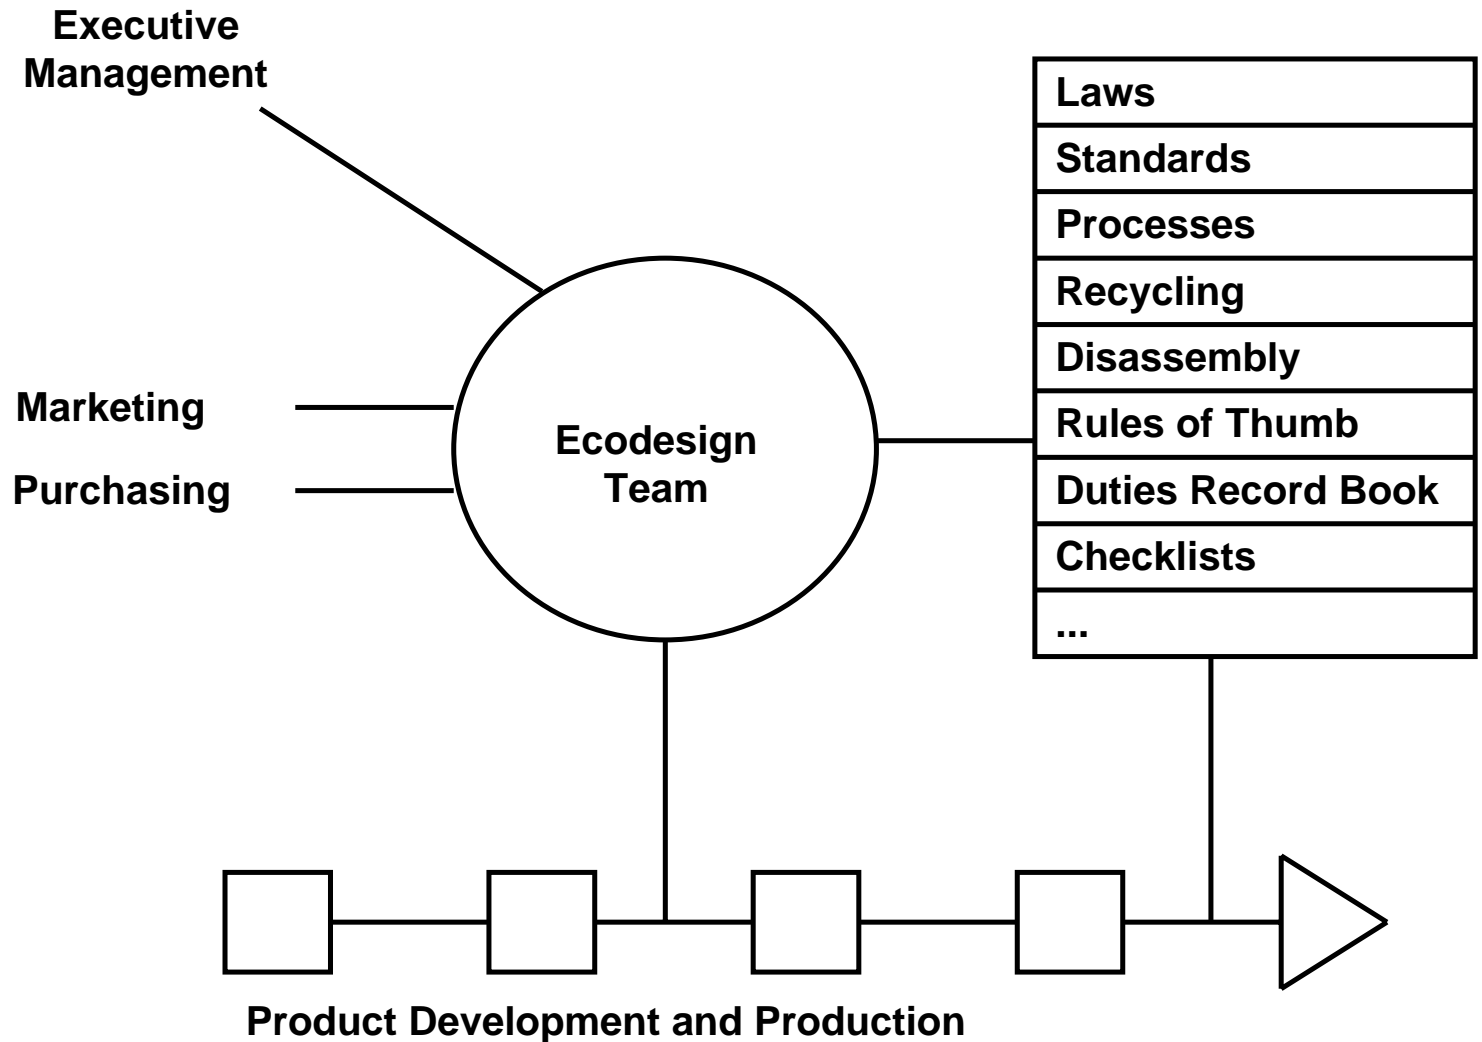 Executive
Management
Laws
Standards
Processes
Recycling
Disassembly
Rules of Thumb
Duties Record Book
Checklists
...
Marketing
Purchasing
Ecodesign
Team
Product Development and Production